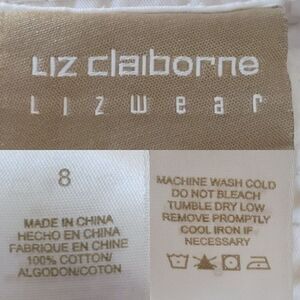 LIZ claiborne
LIZwear
8
MADE IN CHINA
HECHO EN CHINA
FABRIQUE EN CHINE
100% COTTON/
ALGODON/COTON
MACHINE WASH COLD
DO NOT BLEACH
TUMBLE DRY LOW
REMOVE PROMPTLY
COOL IRON IF
NECESSARY